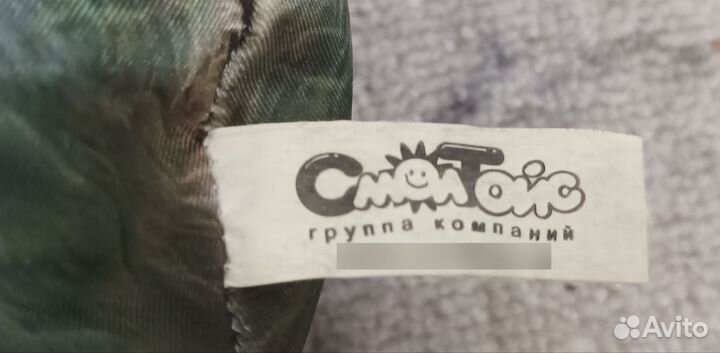 СмолТойс
группа компаний
Avito